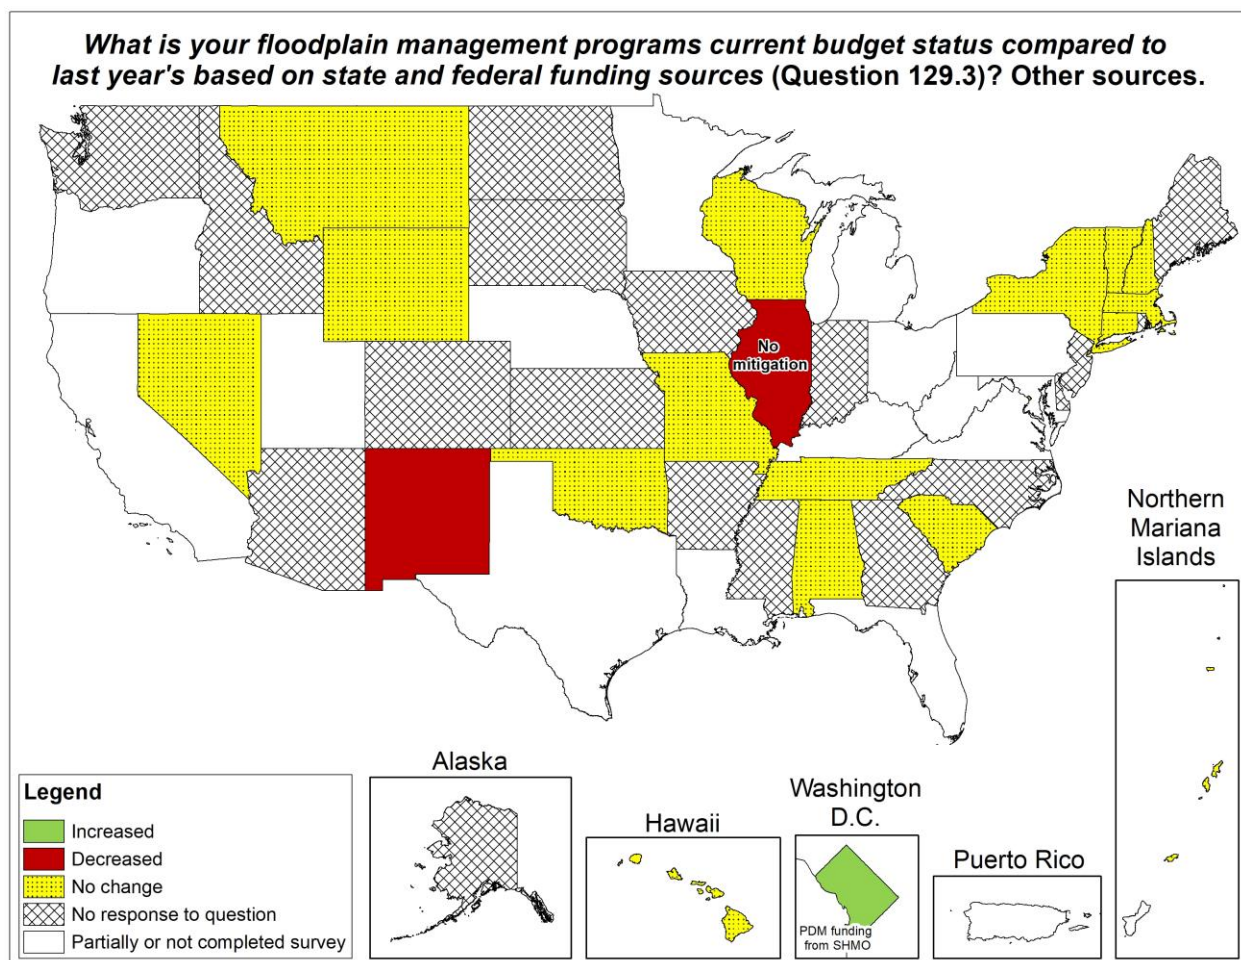 What is your floodplain management programs current budget status compared to
last year's based on state and federal funding sources (Question 129.3)? Other sources.
No
mitigation
Northern
Mariana
Islands
Alaska
Hawaii
Washington
D.C.
PDM funding
from SHMO
Puerto Rico
Legend
Increased
Decreased
No change
No response to question
Partially or not completed survey